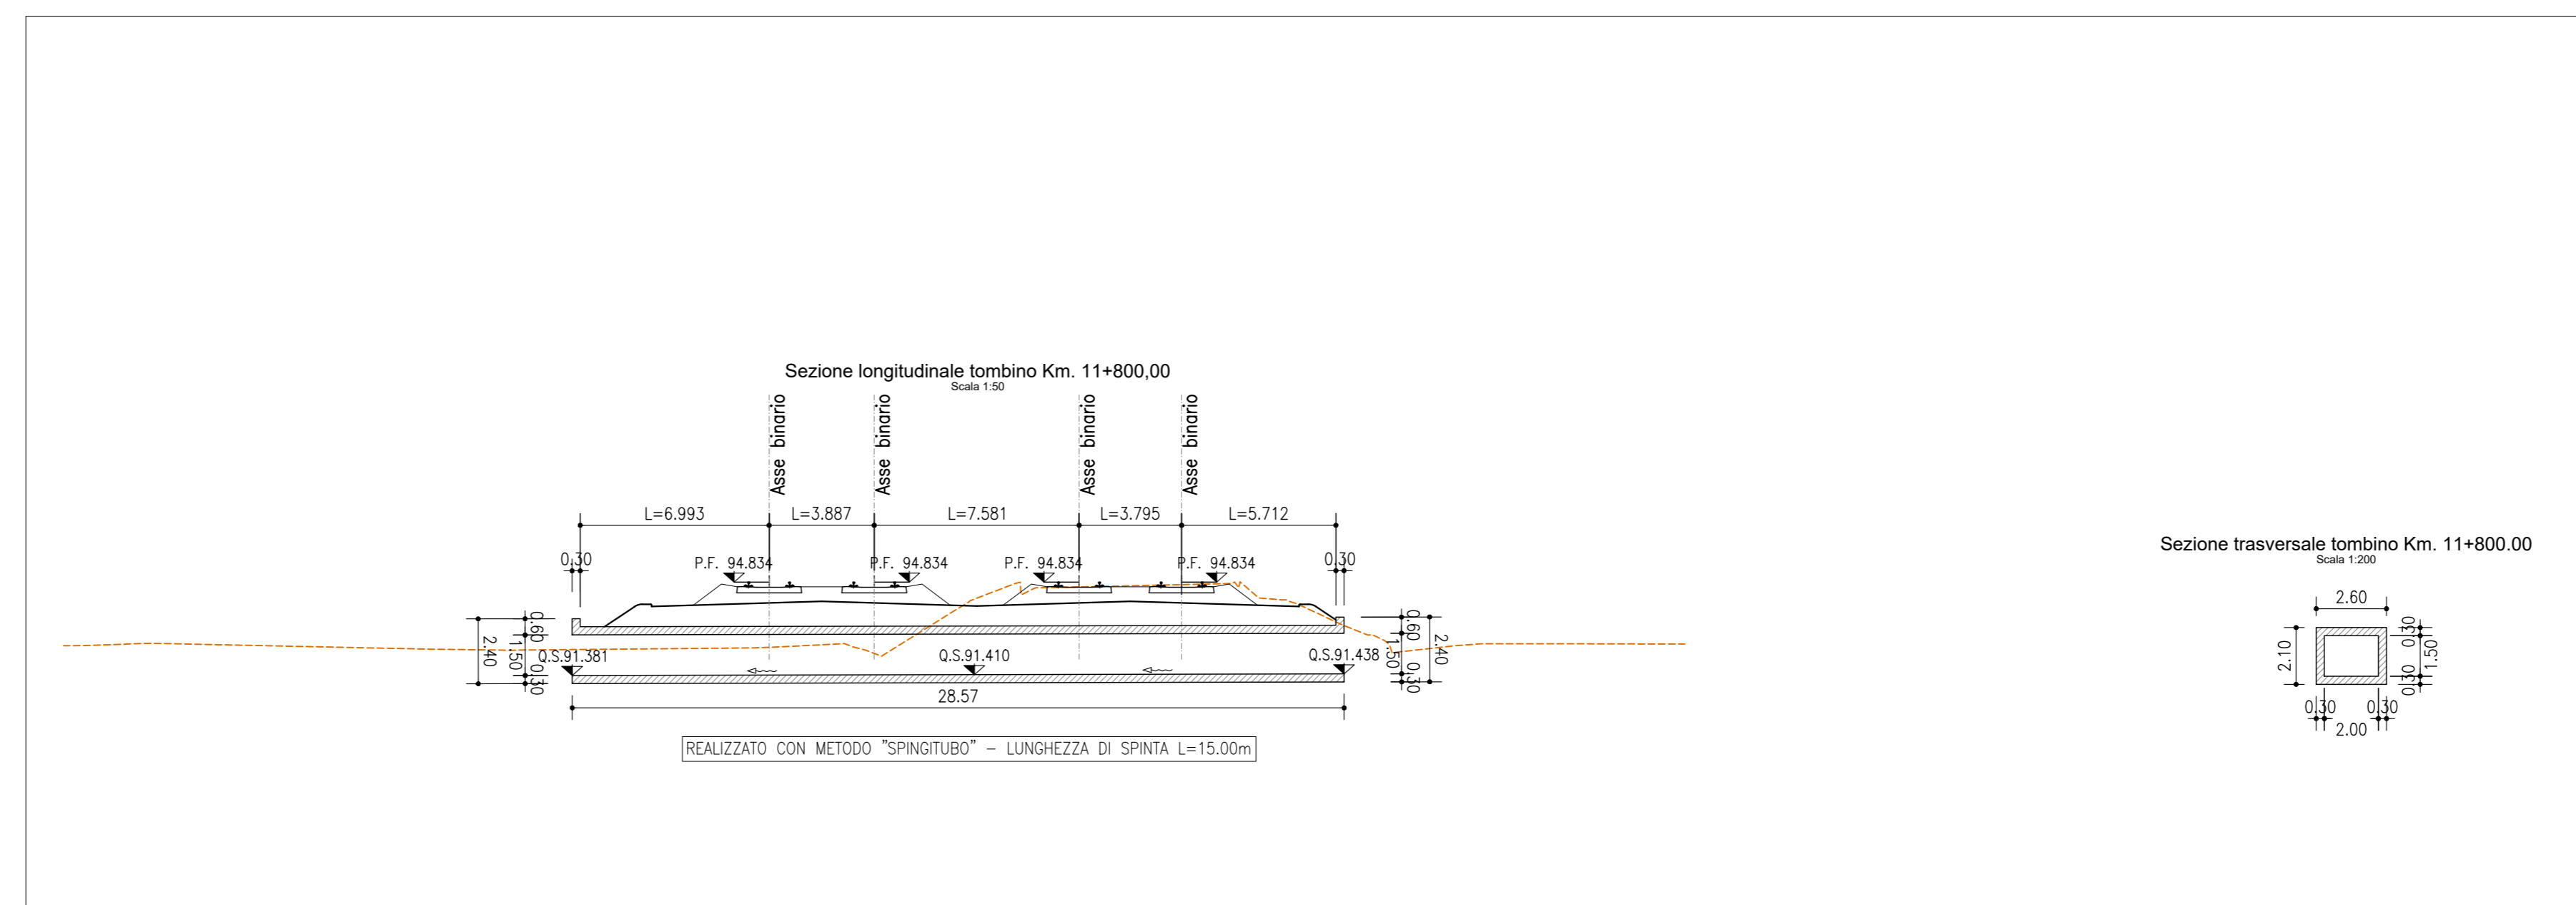 Sezione longitudinale tombino Km. 11+800,00
Scala 1:50
Asse binario
Asse binario
Asse binario
Asse binario
L=6.993
L=3.887
L=7.581
L=3.795
L=5.712
0.30
P.F. 94.834
P.F. 94.834
P.F. 94.834
P.F. 94.834
0.30
2.40
0.60
1.50
0.30
Q.S.91.381
Q.S.91.410
Q.S.91.438
0.60
1.50
0.30
2.40
28.57
REALIZZATO CON METODO "SPINGITUBO" – LUNGHEZZA DI SPINTA L=15.00m
Sezione trasversale tombino Km. 11+800.00
Scala 1:200
2.60
2.10
0.30
1.50
0.30
0.30
0.30
2.00